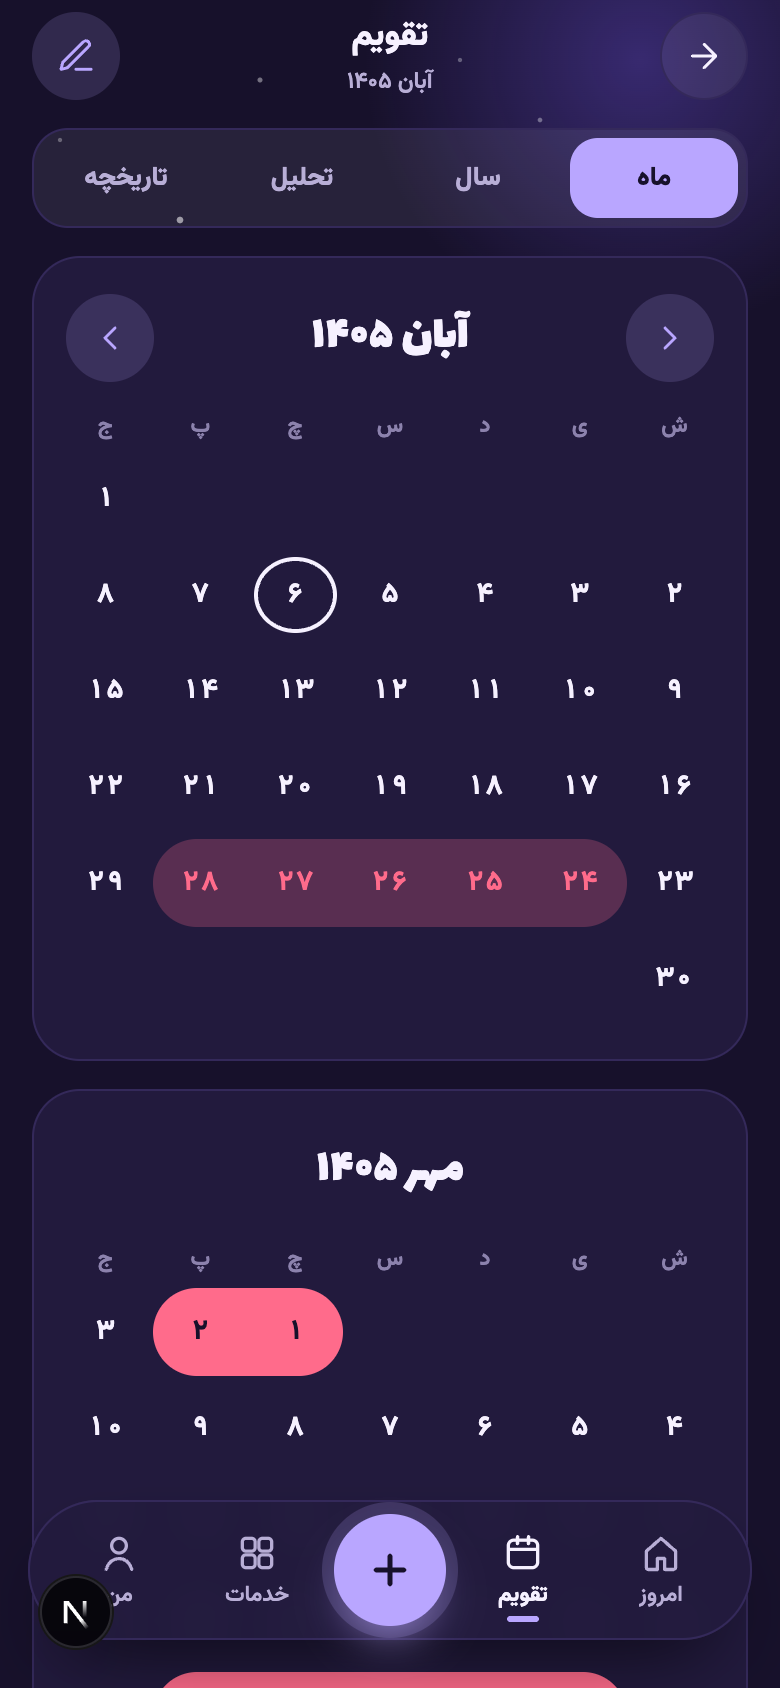 تقویم
آبان ۱۴۰۵
ماه سال تحلیل تاریخچه
آبان ۱۴۰۵
ش ی د س چ پ ج
۱
۲ ۳ ۴ ۵ ۶ ۷ ۸
۹ ۱۰ ۱۱ ۱۲ ۱۳ ۱۴ ۱۵
۱۶ ۱۷ ۱۸ ۱۹ ۲۰ ۲۱ ۲۲
۲۳ ۲۴ ۲۵ ۲۶ ۲۷ ۲۸ ۲۹
۳۰
مهر ۱۴۰۵
ش ی د س چ پ ج
۱ ۲ ۳
۴ ۵ ۶ ۷ ۸ ۹ ۱۰
امروز تقویم خدمات من
N